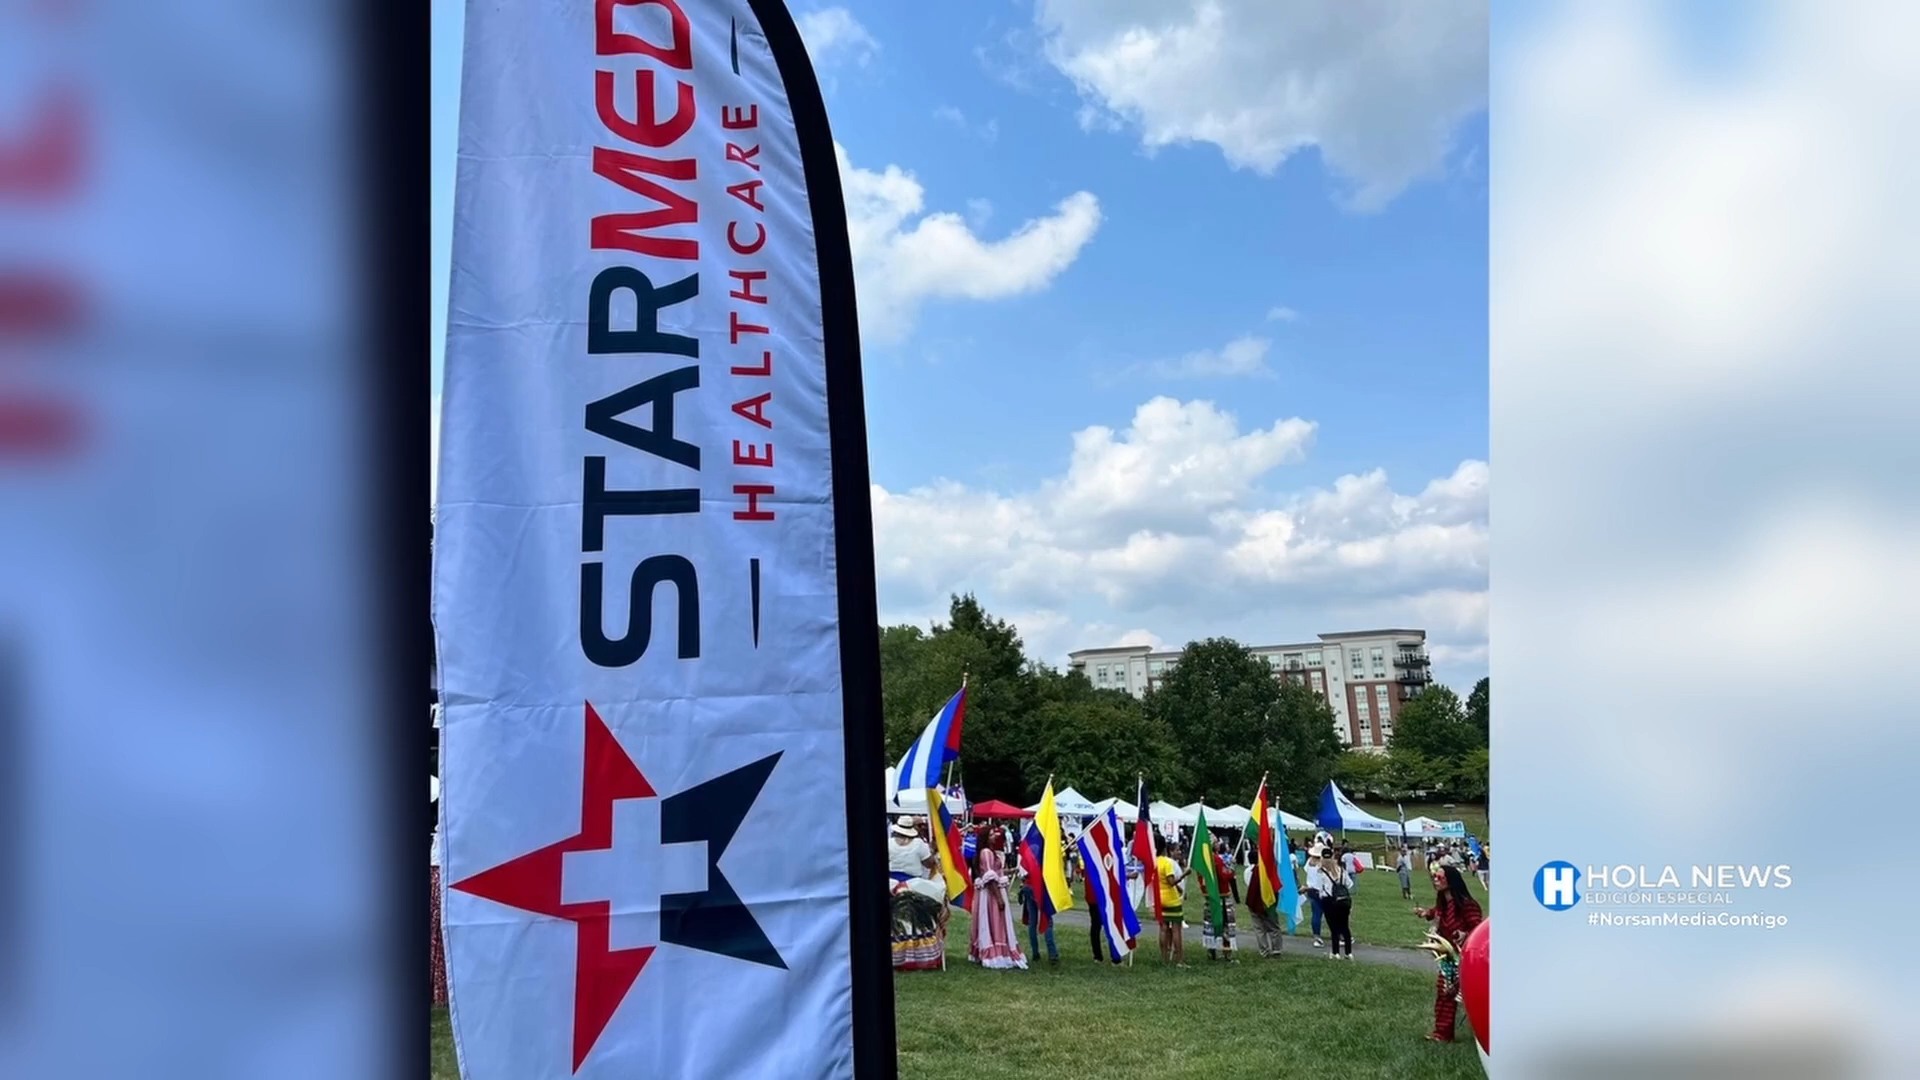 STARMED
HEALTHCARE
HOLA NEWS
EDICIÓN ESPECIAL
#NorsanMediaContigo